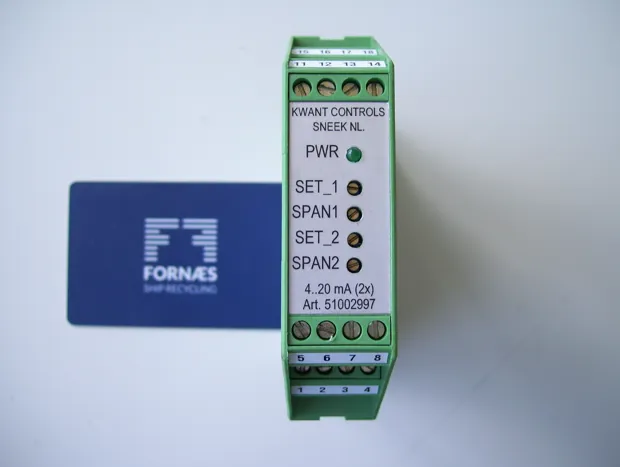 15 16 17 18
11 12 13 14
KWANT CONTROLS
SNEEK NL.
PWR
SET_1
SPAN1
SET_2
SPAN2
4..20 mA (2x)
Art. 51002997
5 6 7 8
1 2 3 4
FORNÆS
SHIP RECYCLING